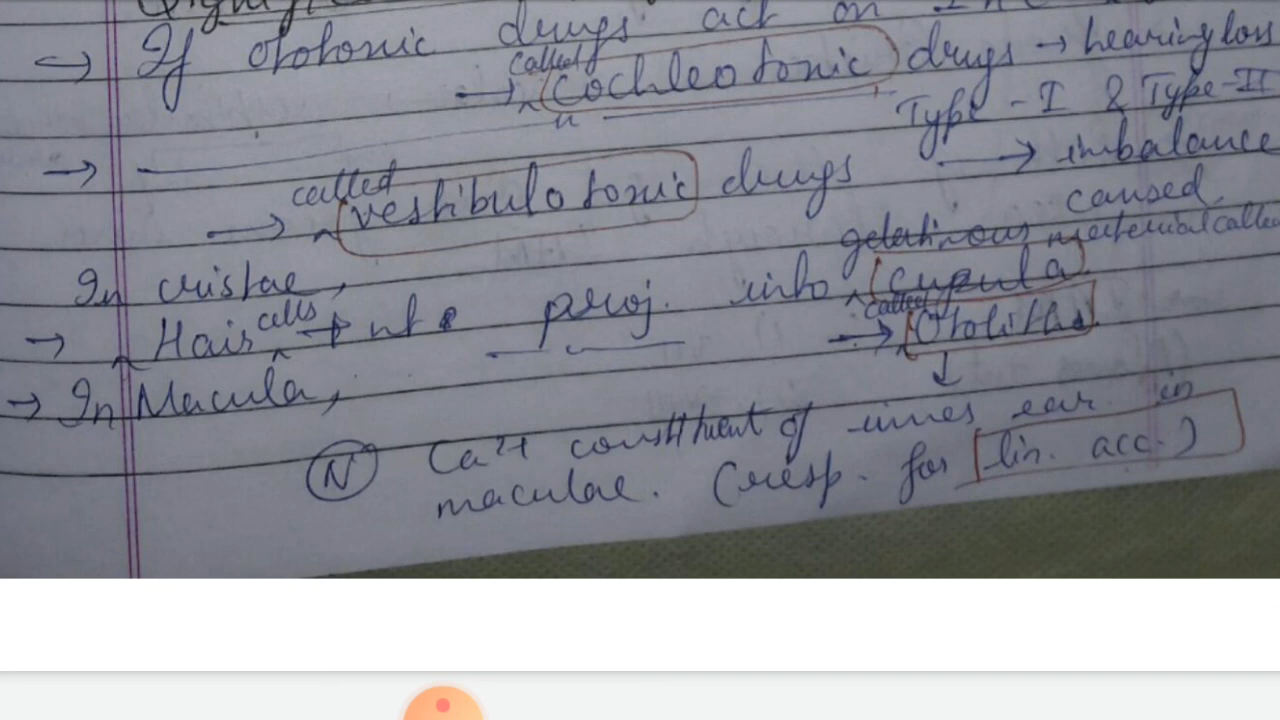 → If ototoxic drugs act on
→ called cochleotoxic drugs → hearing loss
→ Type-I & Type-II
→ called vestibulotoxic drugs → imbalance caused
In cristae,
→ Hair cells proj. into gelatinous material called cupula
→ In Macula, → called otoliths
↓
(N) Ca2+ constituent of inner ear in
maculae. (resp. for lin. acc.)